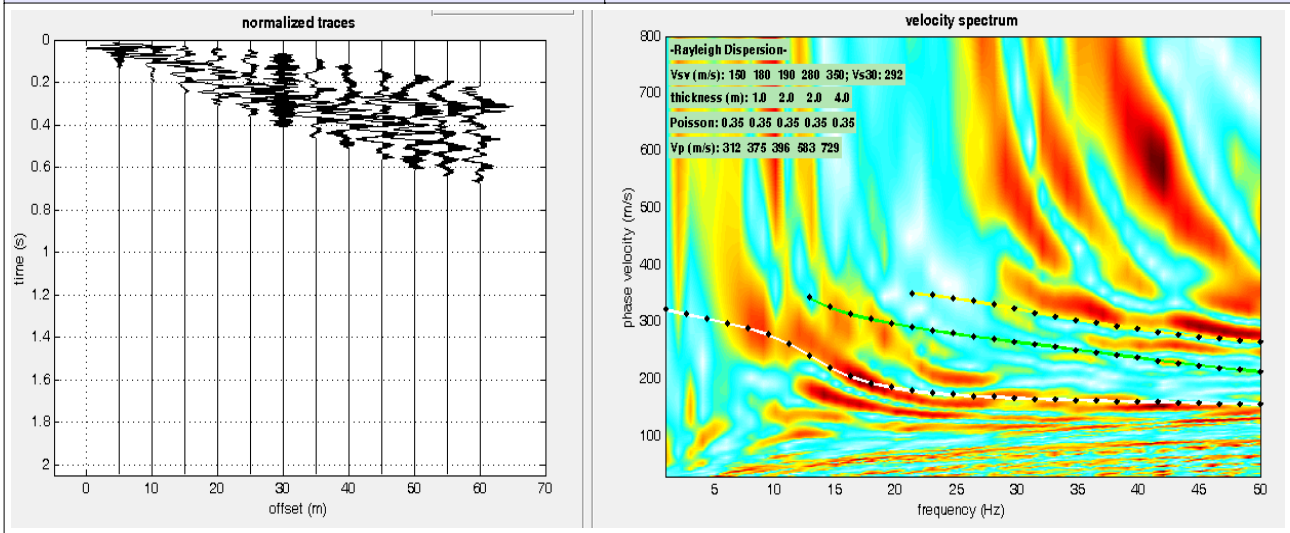 normalized traces
0
0.2
0.4
0.6
0.8
1
1.2
1.4
1.6
1.8
2
time (s)
0 10 20 30 40 50 60 70
offset (m)
velocity spectrum
800
700
600
500
400
300
200
100
phase velocity (m/s)
-Rayleigh Dispersion-
Vsv (m/s): 150 180 190 280 350; Vs30: 292
thickness (m): 1.0 2.0 2.0 4.0
Poisson: 0.35 0.35 0.35 0.35 0.35
Vp (m/s): 312 375 396 583 729
5 10 15 20 25 30 35 40 45 50
frequency (Hz)